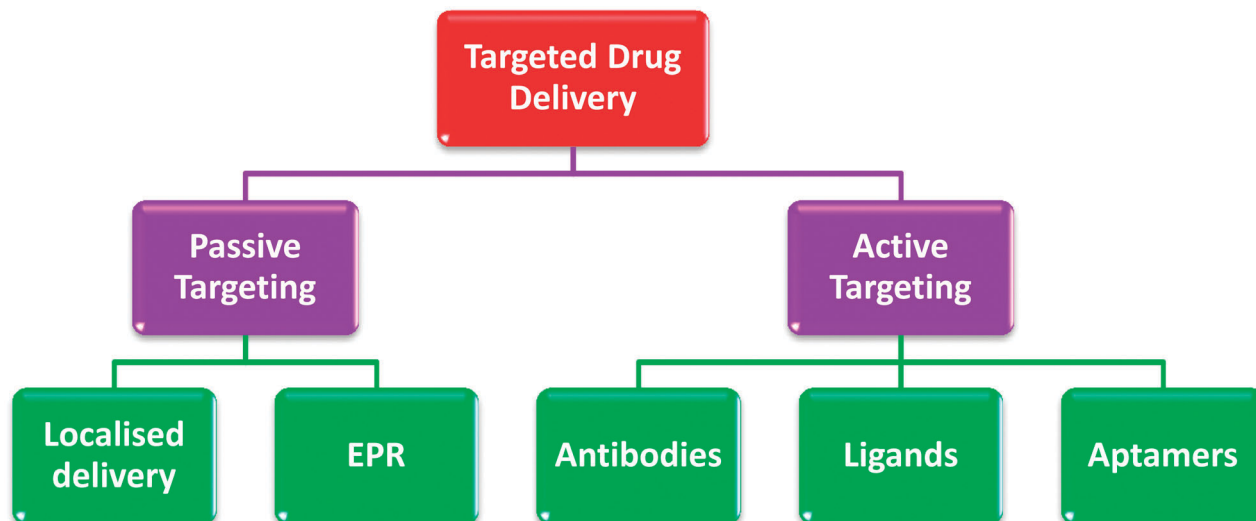 Targeted Drug
Delivery
Passive
Targeting
Active
Targeting
Localised
delivery
EPR
Antibodies
Ligands
Aptamers